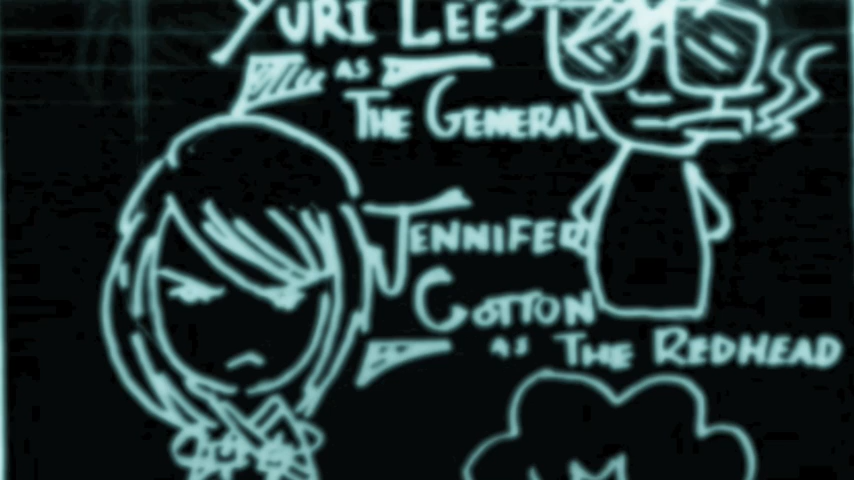 YURI LEE
AS
THE GENERAL
JENNIFER
COTTON
AS THE REDHEAD